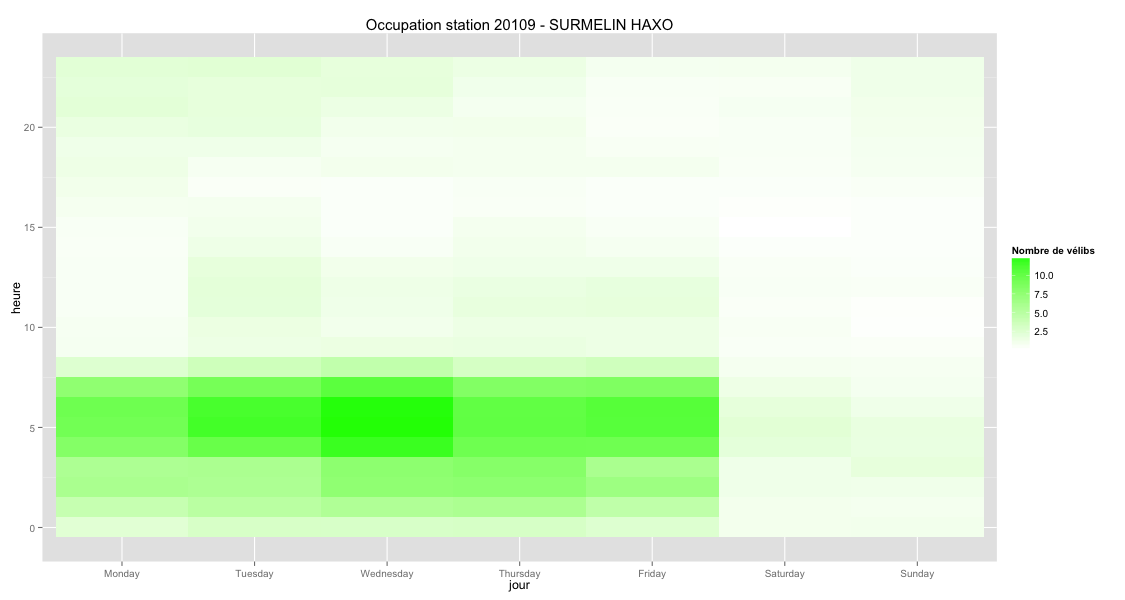 Occupation station 20109 - SURMELIN HAXO
heure
20
15
10
5
0
Monday Tuesday Wednesday Thursday Friday Saturday Sunday
jour
Nombre de vélibs
10.0
7.5
5.0
2.5